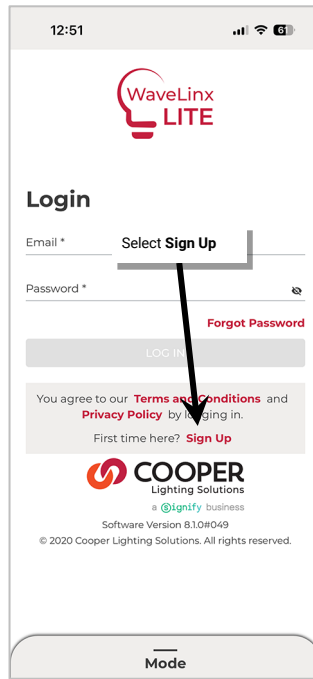 12:51
61
WaveLinx
LITE
Login
Email *
Select Sign Up
Password *
Forgot Password
LOG IN
You agree to our Terms and Conditions and
Privacy Policy by logging in.
First time here? Sign Up
COOPER
Lighting Solutions
a Signify business
Software Version 8.1.0#049
© 2020 Cooper Lighting Solutions. All rights reserved.
Mode